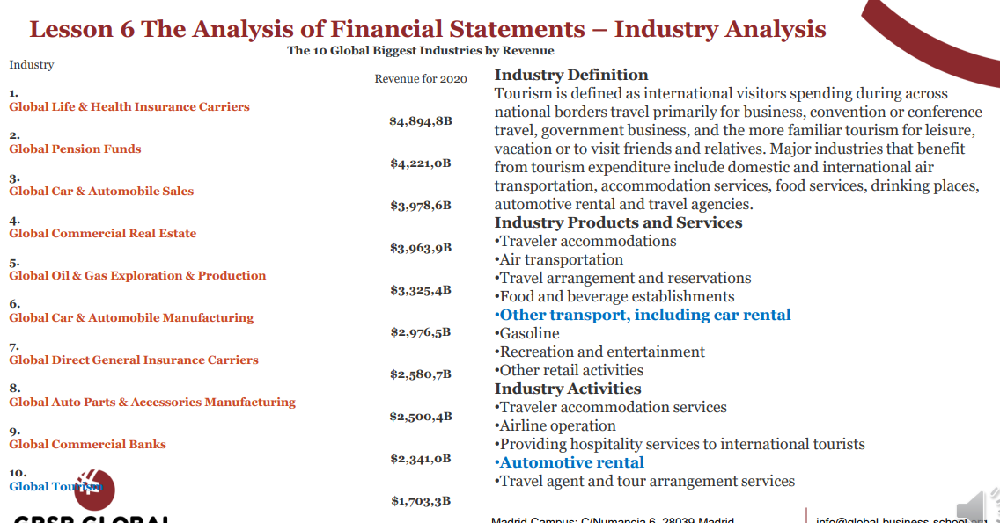 Lesson 6 The Analysis of Financial Statements – Industry Analysis
The 10 Global Biggest Industries by Revenue
Industry
Revenue for 2020
1.
Global Life & Health Insurance Carriers
$4,894,8B
2.
Global Pension Funds
$4,221,0B
3.
Global Car & Automobile Sales
$3,978,6B
4.
Global Commercial Real Estate
$3,963,9B
5.
Global Oil & Gas Exploration & Production
$3,325,4B
6.
Global Car & Automobile Manufacturing
$2,976,5B
7.
Global Direct General Insurance Carriers
$2,580,7B
8.
Global Auto Parts & Accessories Manufacturing
$2,500,4B
9.
Global Commercial Banks
$2,341,0B
10.
Global Tourism
$1,703,3B
Industry Definition
Tourism is defined as international visitors spending during across
national borders travel primarily for business, convention or conference
travel, government business, and the more familiar tourism for leisure,
vacation or to visit friends and relatives. Major industries that benefit
from tourism expenditure include domestic and international air
transportation, accommodation services, food services, drinking places,
automotive rental and travel agencies.
Industry Products and Services
•Traveler accommodations
•Air transportation
•Travel arrangement and reservations
•Food and beverage establishments
•Other transport, including car rental
•Gasoline
•Recreation and entertainment
•Other retail activities
Industry Activities
•Traveler accommodation services
•Airline operation
•Providing hospitality services to international tourists
•Automotive rental
•Travel agent and tour arrangement services
GLOBAL
Madrid Campus: C/Numancia 6, 28039 Madrid